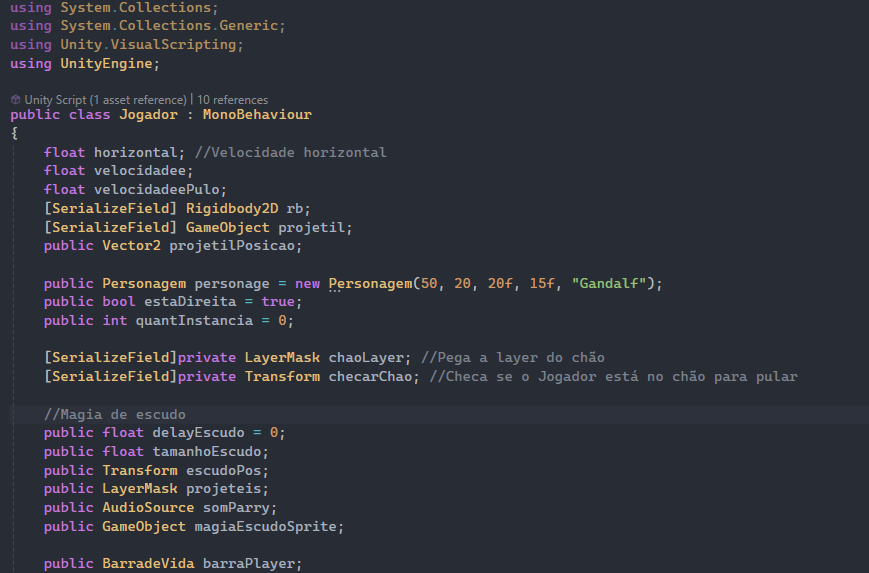 using System.Collections;
using System.Collections.Generic;
using Unity.VisualScripting;
using UnityEngine;
Unity Script (1 asset reference) | 10 references
public class Jogador : MonoBehaviour
{
float horizontal; //Velocidade horizontal
float velocidadee;
float velocidadeePulo;
[SerializeField] Rigidbody2D rb;
[SerializeField] GameObject projetil;
public Vector2 projetilPosicao;
public Personagem personage = new Personagem(50, 20, 20f, 15f, "Gandalf");
public bool estaDireita = true;
public int quantInstancia = 0;
[SerializeField]private LayerMask chaoLayer; //Pega a layer do chão
[SerializeField]private Transform checarChao; //Checa se o Jogador está no chão para pular
//Magia de escudo
public float delayEscudo = 0;
public float tamanhoEscudo;
public Transform escudoPos;
public LayerMask projeteis;
public AudioSource somParry;
public GameObject magiaEscudoSprite;
public BarradeVida barraPlayer;